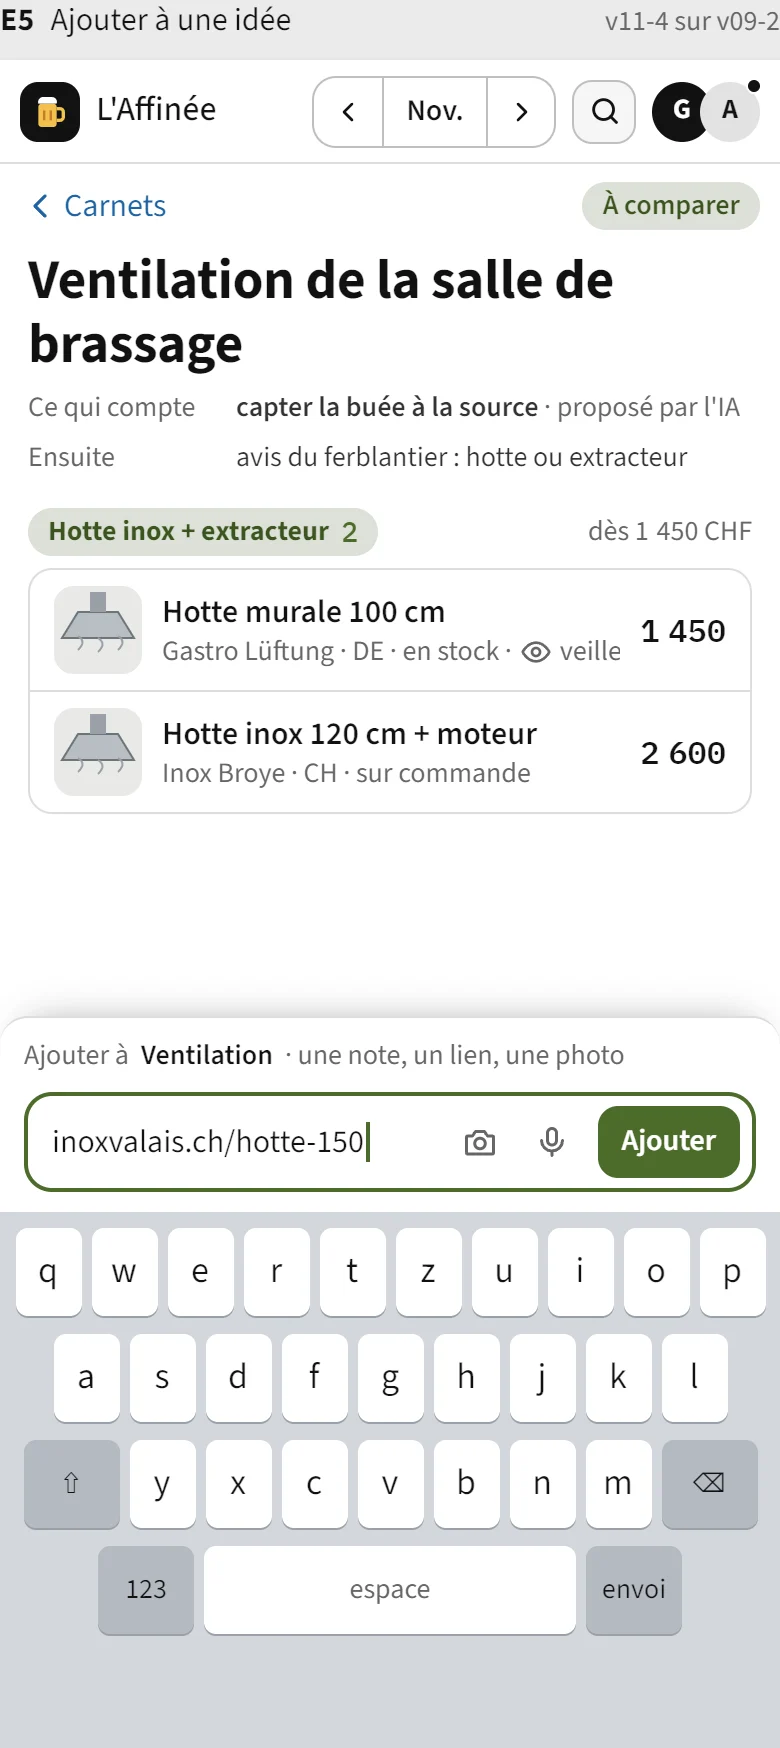 E5 Ajouter à une idée v11-4 sur v09-2
L'Affinée Nov. G A
Carnets À comparer
Ventilation de la salle de
brassage
Ce qui compte capter la buée à la source · proposé par l'IA
Ensuite avis du ferblantier : hotte ou extracteur
Hotte inox + extracteur 2 dès 1 450 CHF
Hotte murale 100 cm
Gastro Lüftung · DE · en stock · veille
1 450
Hotte inox 120 cm + moteur
Inox Broye · CH · sur commande
2 600
Ajouter à Ventilation · une note, un lien, une photo
inoxvalais.ch/hotte-150 Ajouter
q w e r t z u i o p
a s d f g h j k l
⇧ y x c v b n m ⌫
123 espace envoi